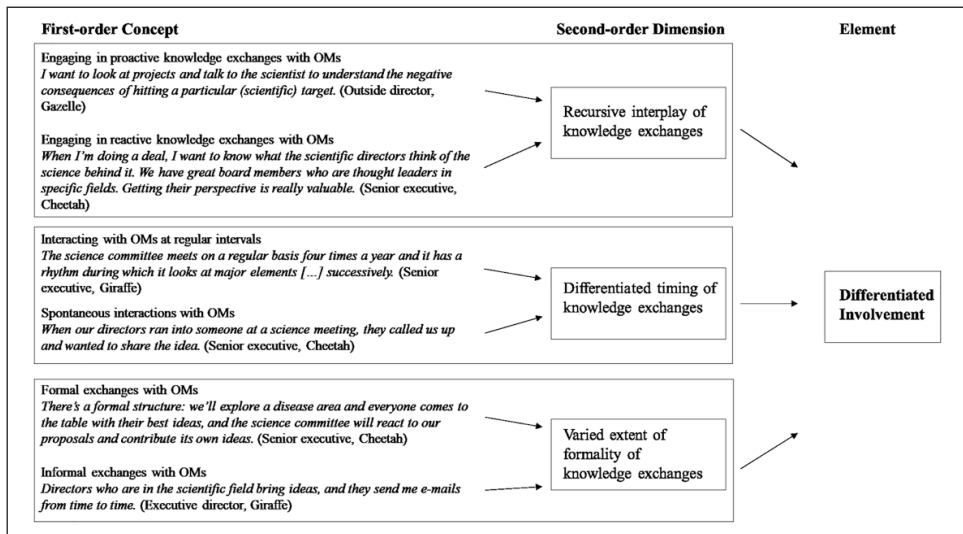 First-order Concept
Second-order Dimension
Element
Engaging in proactive knowledge exchanges with OMs
I want to look at projects and talk to the scientist to understand the negative
consequences of hitting a particular (scientific) target. (Outside director,
Gazelle)
Engaging in reactive knowledge exchanges with OMs
When I'm doing a deal, I want to know what the scientific directors think of the
science behind it. We have great board members who are thought leaders in
specific fields. Getting their perspective is really valuable. (Senior executive,
Cheetah)
Recursive interplay of
knowledge exchanges
Interacting with OMs at regular intervals
The science committee meets on a regular basis four times a year and it has a
rhythm during which it looks at major elements [...] successively. (Senior
executive, Giraffe)
Spontaneous interactions with OMs
When our directors ran into someone at a science meeting, they called us up
and wanted to share the idea. (Senior executive, Cheetah)
Differentiated timing of
knowledge exchanges
Differentiated
Involvement
Formal exchanges with OMs
There's a formal structure: we'll explore a disease area and everyone comes to
the table with their best ideas, and the science committee will react to our
proposals and contribute its own ideas. (Senior executive, Cheetah)
Informal exchanges with OMs
Directors who are in the scientific field bring ideas, and they send me e-mails
from time to time. (Executive director, Giraffe)
Varied extent of
formality of
knowledge exchanges